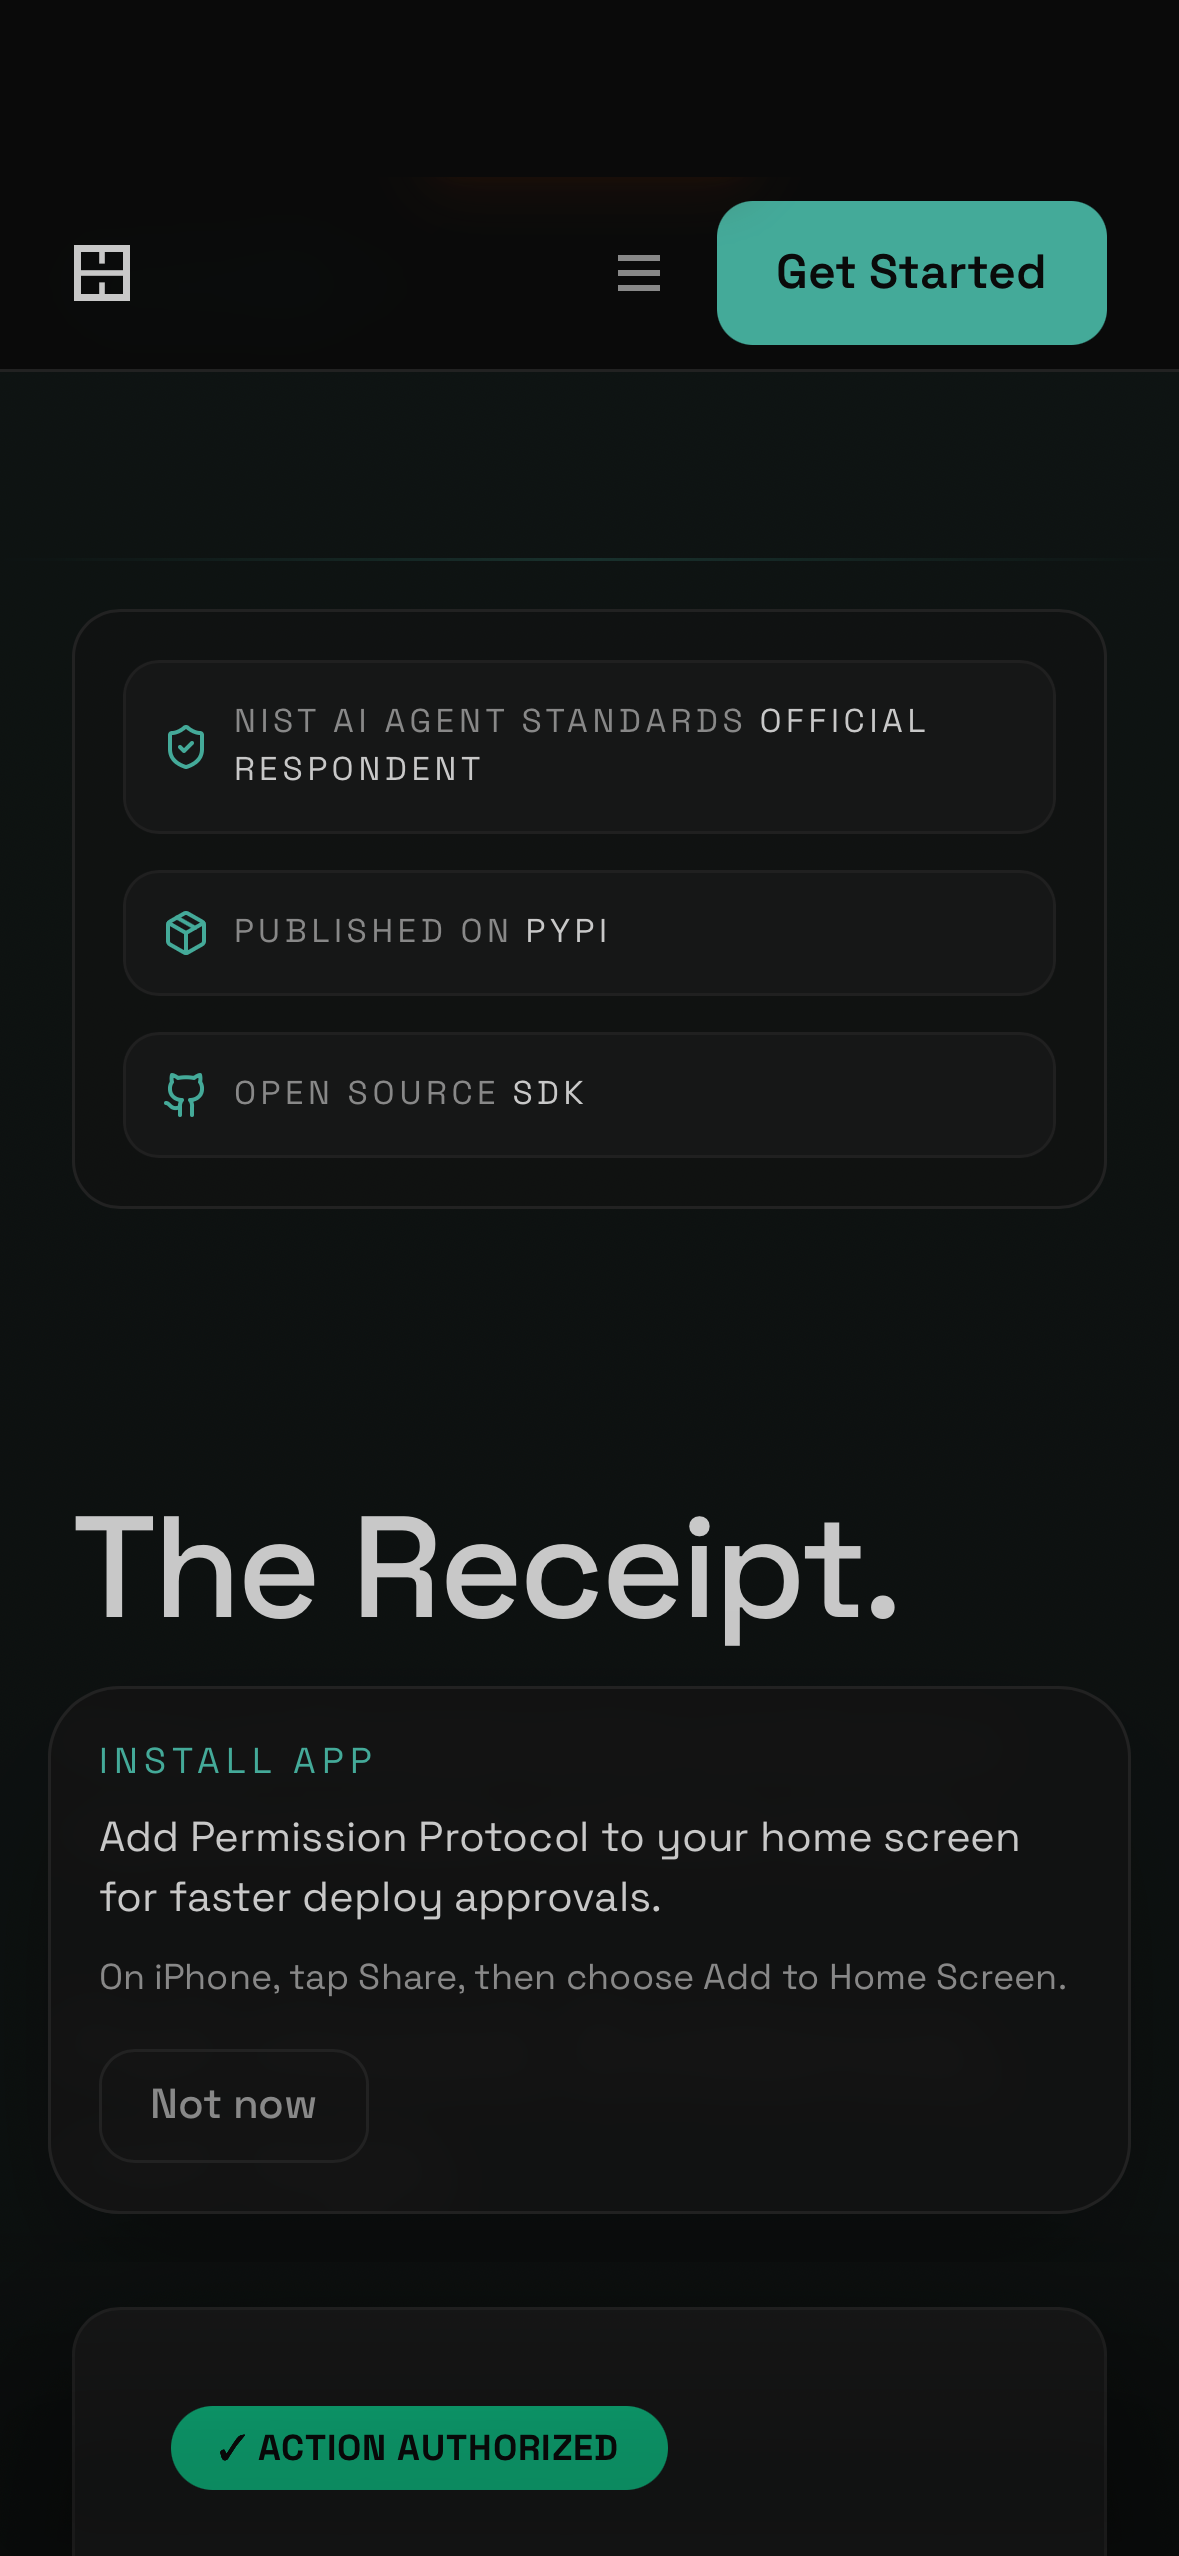 Get Started
NIST AI AGENT STANDARDS OFFICIAL
RESPONDENT
PUBLISHED ON PYPI
OPEN SOURCE SDK
The Receipt.
INSTALL APP
Add Permission Protocol to your home screen
for faster deploy approvals.
On iPhone, tap Share, then choose Add to Home Screen.
Not now
✓ ACTION AUTHORIZED